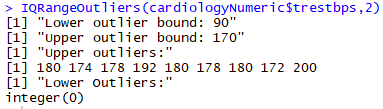 > IQRangeOutliers(cardiologyNumeric$trestbps,2)
[1] "Lower outlier bound: 90"
[1] "Upper outlier bound: 170"
[1] "Upper outliers:"
[1] 180 174 178 192 180 178 180 172 200
[1] "Lower Outliers:"
integer(0)